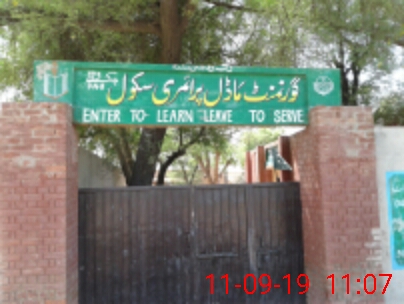 گورنمنٹ ماڈل پرائمری سکول
ENTER TO LEARN LEAVE TO SERVE
11-09-19 11:07